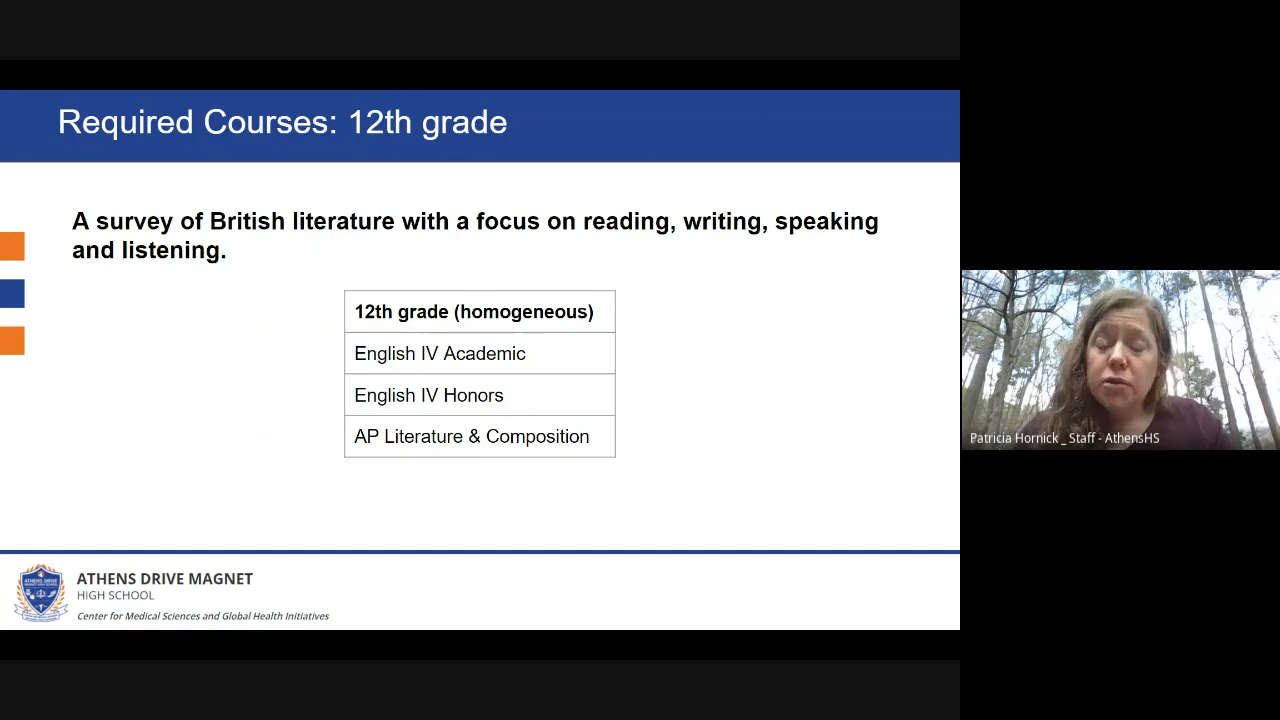 Required Courses: 12th grade
A survey of British literature with a focus on reading, writing, speaking
and listening.
12th grade (homogeneous)
English IV Academic
English IV Honors
AP Literature & Composition
Patricia Hornick _ Staff - AthensHS
ATHENS DRIVE MAGNET
HIGH SCHOOL
Center for Medical Sciences and Global Health Initiatives
ATHENS DRIVE